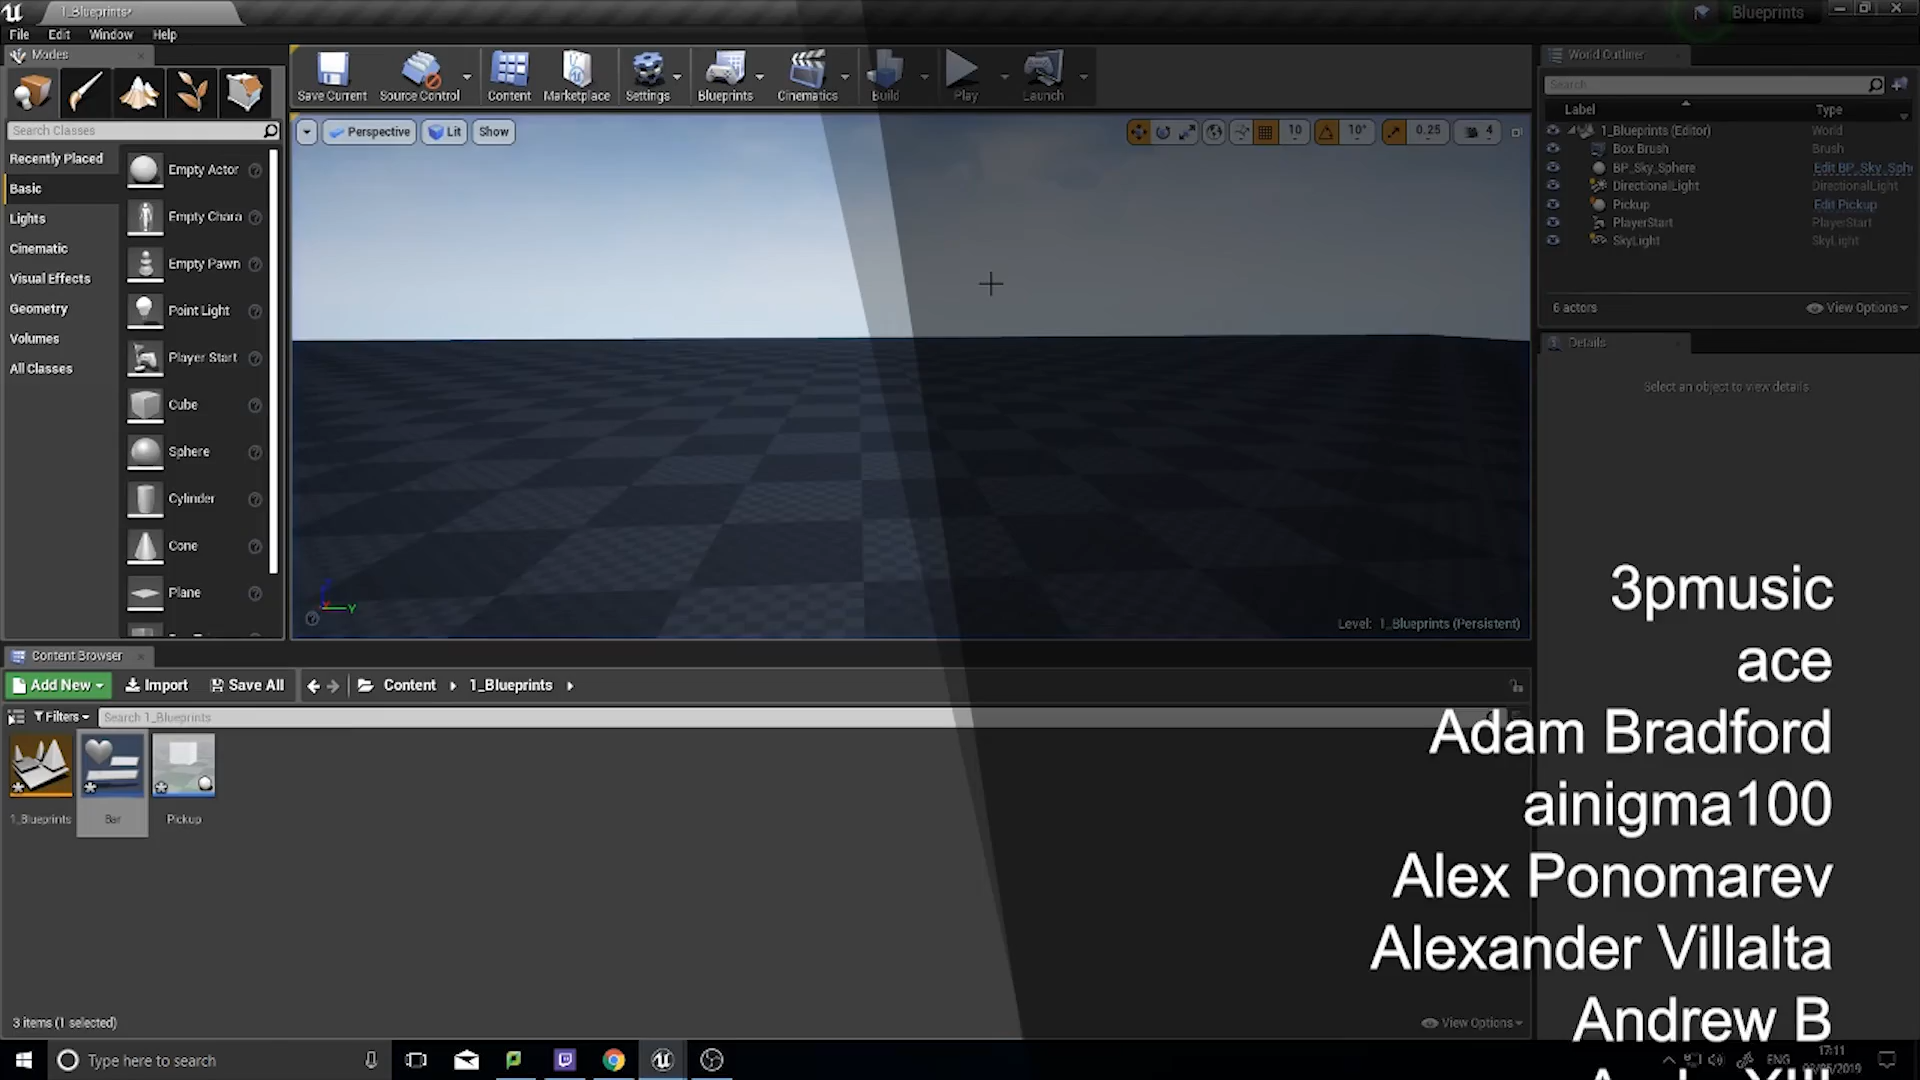 1_Blueprints*
Blueprints
File Edit Window Help
Modes
Search Classes
Recently Placed
Basic
Lights
Cinematic
Visual Effects
Geometry
Volumes
All Classes
Empty Actor
Empty Chara
Empty Pawn
Point Light
Player Start
Cube
Sphere
Cylinder
Cone
Plane
Save Current
Source Control
Content
Marketplace
Settings
Blueprints
Cinematics
Build
Play
Launch
Perspective Lit Show
10 10° 0.25 4
Y
Level: 1_Blueprints (Persistent)
World Outliner
Search
Label Type
1_Blueprints (Editor) World
Box Brush Brush
BP_Sky_Sphere Edit BP_Sky_Sph
DirectionalLight DirectionalLight
Pickup Edit Pickup
PlayerStart PlayerStart
SkyLight SkyLight
6 actors View Options
Details
Select an object to view details
Content Browser
Add New Import Save All Content 1_Blueprints
Filters Search 1_Blueprints
1_Blueprints
Bar
Pickup
3 items (1 selected)
View Options
3pmusic
ace
Adam Bradford
ainigma100
Alex Ponomarev
Alexander Villalta
Andrew B
Type here to search
ENG
17:11